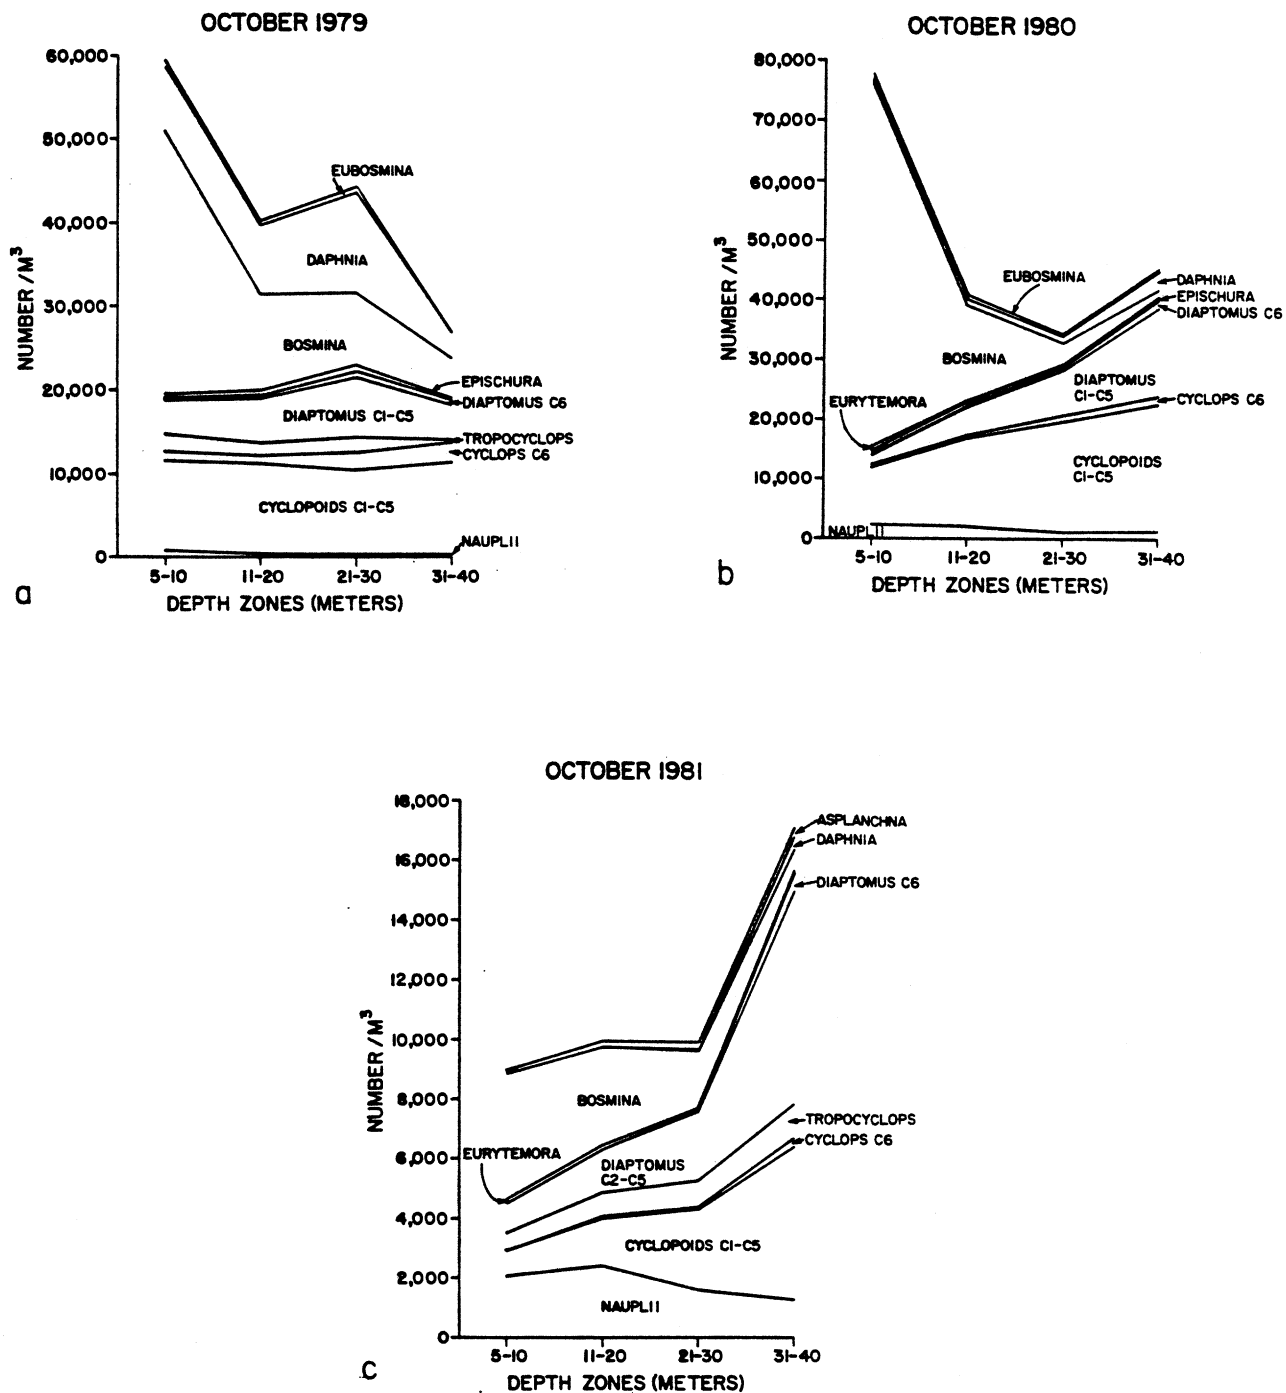 OCTOBER 1979
60,000
50,000
40,000
30,000
20,000
10,000
0
NUMBER/M³
EUBOSMINA
DAPHNIA
BOSMINA
EPISCHURA
DIAPTOMUS C6
DIAPTOMUS C1-C5
TROPOCYCLOPS
CYCLOPS C6
CYCLOPOIDS C1-C5
NAUPLII
5-10
11-20
21-30
31-40
DEPTH ZONES (METERS)
a
OCTOBER 1980
80,000
70,000
60,000
50,000
40,000
30,000
20,000
10,000
0
NUMBER/M³
EUBOSMINA
DAPHNIA
EPISCHURA
DIAPTOMUS C6
BOSMINA
EURYTEMORA
DIAPTOMUS
C1-C5
CYCLOPS C6
CYCLOPOIDS
C1-C5
NAUPLII
5-10
11-20
21-30
31-40
DEPTH ZONES (METERS)
b
OCTOBER 1981
18,000
16,000
14,000
12,000
10,000
8,000
6,000
4,000
2,000
0
NUMBER/M³
ASPLANCHNA
DAPHNIA
DIAPTOMUS C6
BOSMINA
TROPOCYCLOPS
CYCLOPS C6
EURYTEMORA
DIAPTOMUS
C2-C5
CYCLOPOIDS C1-C5
NAUPLII
5-10
11-20
21-30
31-40
DEPTH ZONES (METERS)
c